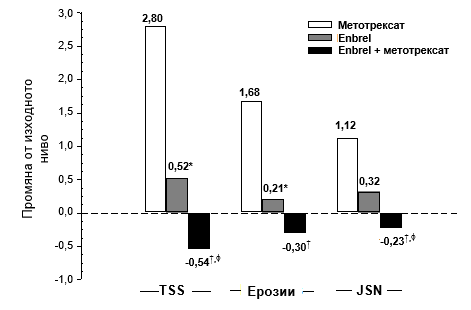 Промяна от изходното
ниво
3,0
2,5
2,0
1,5
1,0
0,5
0,0
-0,5
-1,0
Метотрексат
Enbrel
Enbrel + метотрексат
2,80
0,52*
-0,54†,ϕ
1,68
0,21*
-0,30†
1,12
0,32
-0,23†,ϕ
TSS
Ерозии
JSN